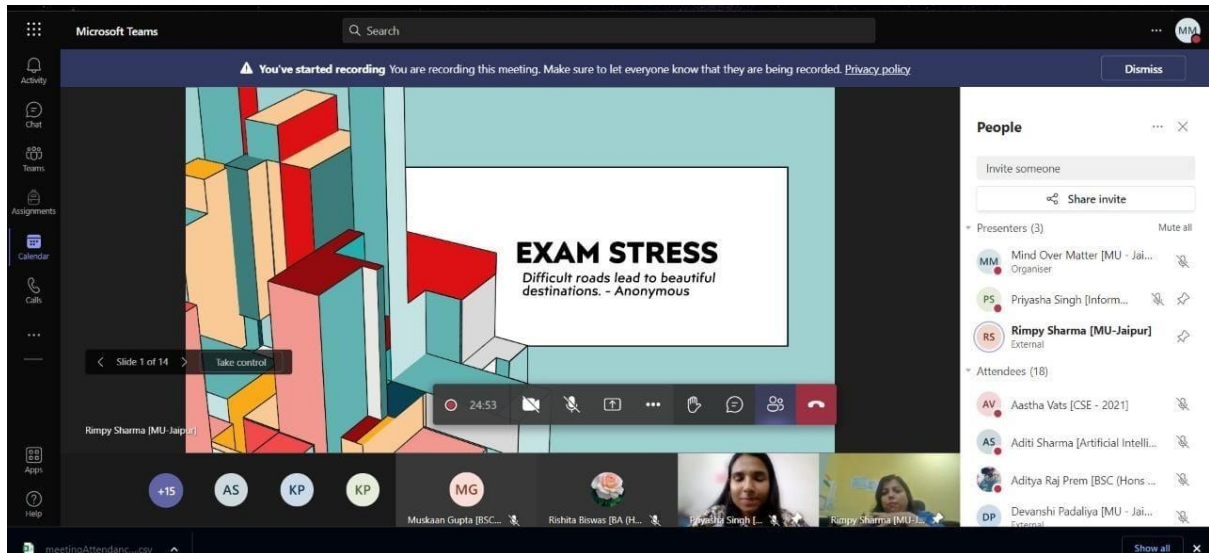 Microsoft Teams
Search
MM
Activity
Chat
Teams
Assignments
Calendar
Calls
Apps
Help
You've started recording You are recording this meeting. Make sure to let everyone know that they are being recorded. Privacy policy
Dismiss
EXAM STRESS
Difficult roads lead to beautiful
destinations. - Anonymous
Slide 1 of 14
Take control
24:53
Rimpy Sharma [MU-Jaipur]
+15
AS
KP
KP
MG
Muskaan Gupta [BSC...
Rishita Biswas [BA (H...
Priyasha Singh [...
Rimpy Sharma [MU-J...
People
Invite someone
Share invite
Presenters (3)
Mute all
MM
Mind Over Matter [MU - Jai...
Organiser
PS
Priyasha Singh [Inform...
RS
Rimpy Sharma [MU-Jaipur]
External
Attendees (18)
AV
Aastha Vats [CSE - 2021]
AS
Aditi Sharma [Artificial Intelli...
Aditya Raj Prem [BSC (Hons ...
DP
Devanshi Padaliya [MU - Jai...
External
meetingAttendanc....csv
Show all